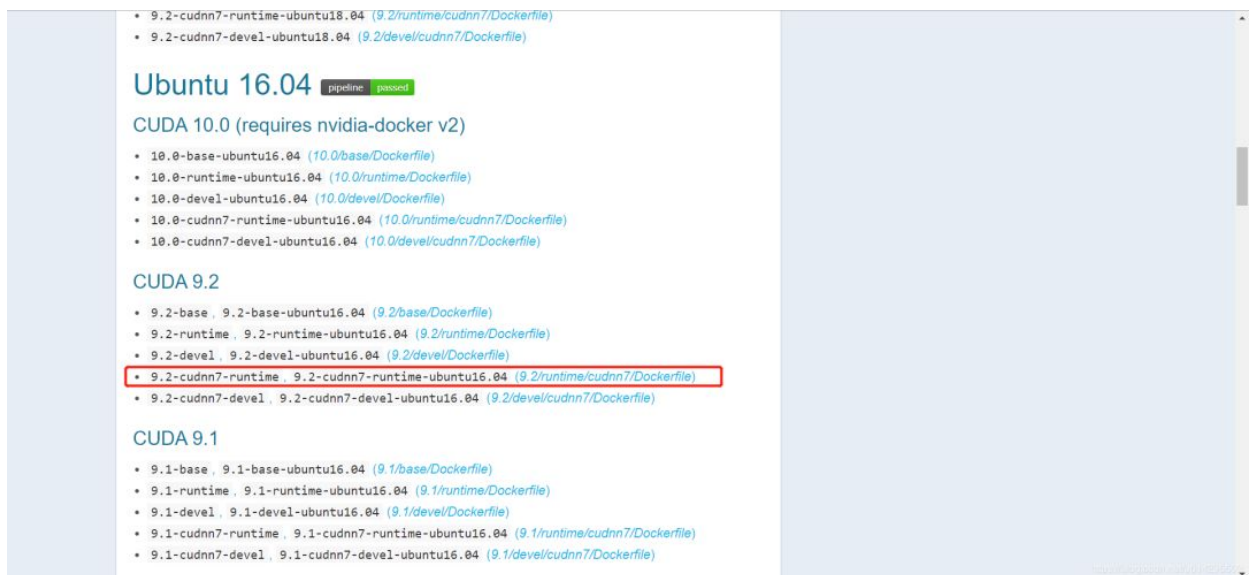 9.2-cudnn7-runtime-ubuntu18.04 (9.2/runtime/cudnn7/Dockerfile)
9.2-cudnn7-devel-ubuntu18.04 (9.2/devel/cudnn7/Dockerfile)
Ubuntu 16.04 pipeline passed
CUDA 10.0 (requires nvidia-docker v2)
10.0-base-ubuntu16.04 (10.0/base/Dockerfile)
10.0-runtime-ubuntu16.04 (10.0/runtime/Dockerfile)
10.0-devel-ubuntu16.04 (10.0/devel/Dockerfile)
10.0-cudnn7-runtime-ubuntu16.04 (10.0/runtime/cudnn7/Dockerfile)
10.0-cudnn7-devel-ubuntu16.04 (10.0/devel/cudnn7/Dockerfile)
CUDA 9.2
9.2-base , 9.2-base-ubuntu16.04 (9.2/base/Dockerfile)
9.2-runtime , 9.2-runtime-ubuntu16.04 (9.2/runtime/Dockerfile)
9.2-devel , 9.2-devel-ubuntu16.04 (9.2/devel/Dockerfile)
9.2-cudnn7-runtime , 9.2-cudnn7-runtime-ubuntu16.04 (9.2/runtime/cudnn7/Dockerfile)
9.2-cudnn7-devel , 9.2-cudnn7-devel-ubuntu16.04 (9.2/devel/cudnn7/Dockerfile)
CUDA 9.1
9.1-base , 9.1-base-ubuntu16.04 (9.1/base/Dockerfile)
9.1-runtime , 9.1-runtime-ubuntu16.04 (9.1/runtime/Dockerfile)
9.1-devel , 9.1-devel-ubuntu16.04 (9.1/devel/Dockerfile)
9.1-cudnn7-runtime , 9.1-cudnn7-runtime-ubuntu16.04 (9.1/runtime/cudnn7/Dockerfile)
9.1-cudnn7-devel , 9.1-cudnn7-devel-ubuntu16.04 (9.1/devel/cudnn7/Dockerfile)